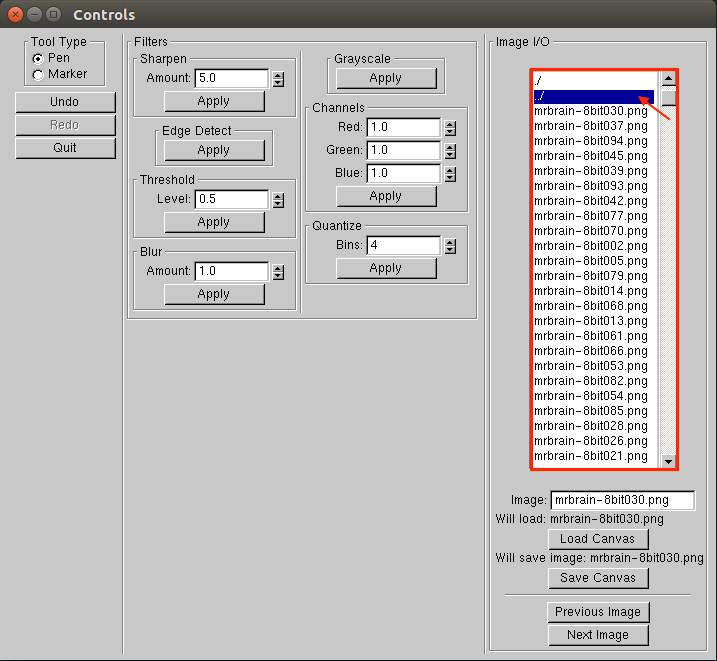 Controls
Tool Type
Pen
Marker
Undo
Redo
Quit
Filters
Sharpen
Amount: 5.0
Apply
Edge Detect
Apply
Threshold
Level: 0.5
Apply
Blur
Amount: 1.0
Apply
Grayscale
Apply
Channels
Red: 1.0
Green: 1.0
Blue: 1.0
Apply
Quantize
Bins: 4
Apply
Image I/O
./
../
mrbrain-8bit030.png
mrbrain-8bit037.png
mrbrain-8bit094.png
mrbrain-8bit045.png
mrbrain-8bit039.png
mrbrain-8bit093.png
mrbrain-8bit042.png
mrbrain-8bit077.png
mrbrain-8bit070.png
mrbrain-8bit002.png
mrbrain-8bit005.png
mrbrain-8bit079.png
mrbrain-8bit014.png
mrbrain-8bit068.png
mrbrain-8bit013.png
mrbrain-8bit061.png
mrbrain-8bit066.png
mrbrain-8bit053.png
mrbrain-8bit082.png
mrbrain-8bit054.png
mrbrain-8bit085.png
mrbrain-8bit028.png
mrbrain-8bit026.png
mrbrain-8bit021.png
Image: mrbrain-8bit030.png
Will load: mrbrain-8bit030.png
Load Canvas
Will save image: mrbrain-8bit030.png
Save Canvas
Previous Image
Next Image